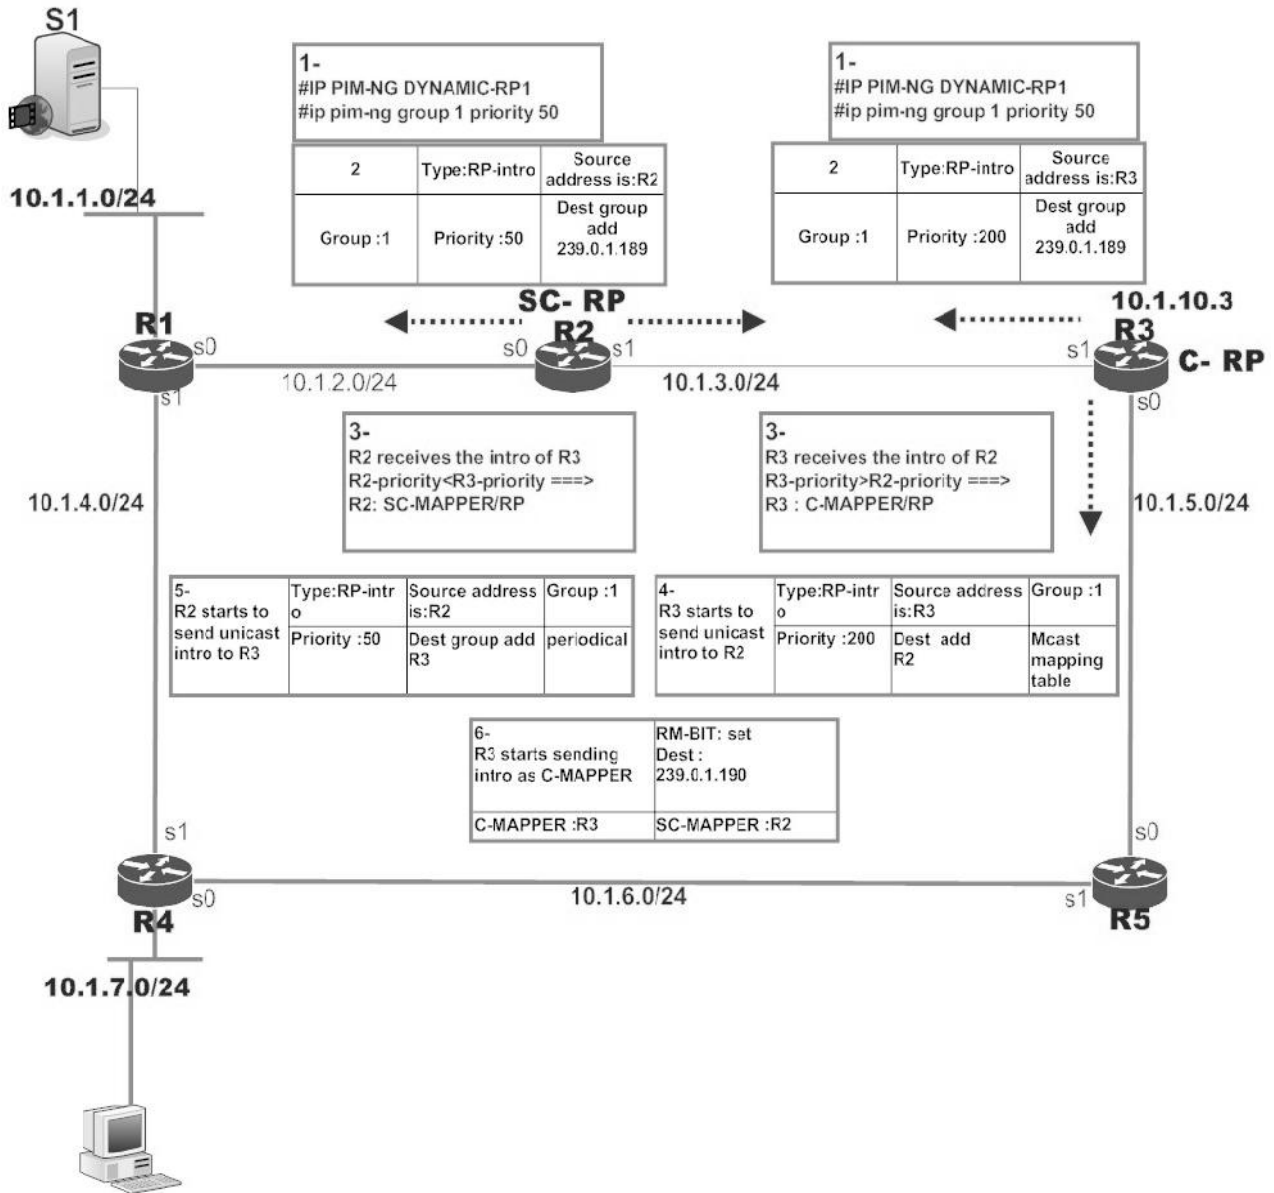 S1
1-
#IP PIM-NG DYNAMIC-RP1
#ip pim-ng group 1 priority 50
1-
#IP PIM-NG DYNAMIC-RP1
#ip pim-ng group 1 priority 50
2
Type:RP-intro
Source
address is:R2
Group :1
Priority :50
Dest group
add
239.0.1.189
2
Type:RP-intro
Source
address is:R3
Group :1
Priority :200
Dest group
add
239.0.1.189
10.1.1.0/24
SC- RP
10.1.10.3
R1
R2
R3
s0
s0
s1
s1
C- RP
10.1.2.0/24
10.1.3.0/24
s1
s0
3-
R2 receives the intro of R3
R2-priority<R3-priority ===>
R2: SC-MAPPER/RP
3-
R3 receives the intro of R2
R3-priority>R2-priority ===>
R3 : C-MAPPER/RP
10.1.4.0/24
10.1.5.0/24
5-
R2 starts to
send unicast
intro to R3
Type:RP-intr
o
Source address
is:R2
Group :1
Priority :50
Dest group add
R3
periodical
4-
R3 starts to
send unicast
intro to R2
Type:RP-intr
o
Source address
is:R3
Group :1
Priority :200
Dest add
R2
Mcast
mapping
table
6-
R3 starts sending
intro as C-MAPPER
RM-BIT: set
Dest :
239.0.1.190
C-MAPPER :R3
SC-MAPPER :R2
s1
s0
s0
10.1.6.0/24
s1
R4
R5
10.1.7.0/24